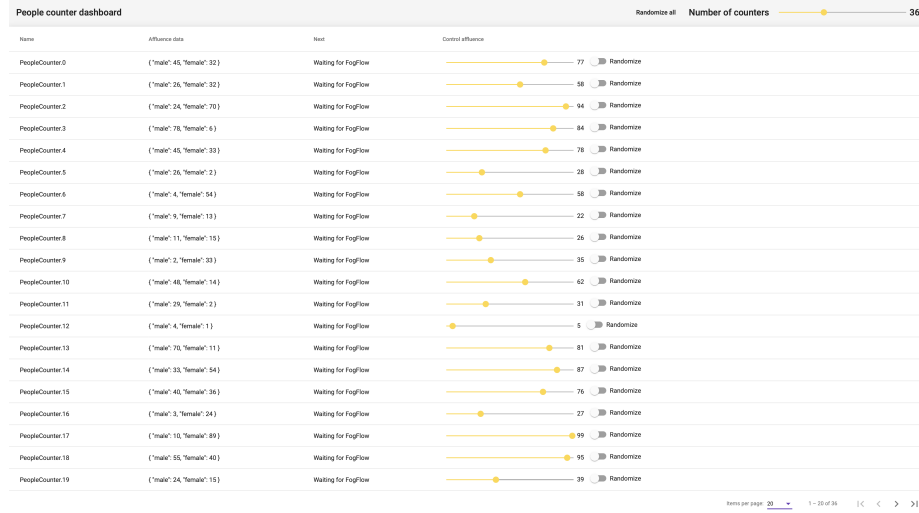 People counter dashboard Randomize all Number of counters 36
Name Affluence data Next Control affluence
PeopleCounter.0 { "male": 45, "female": 32 } Waiting for FogFlow 77 Randomize
PeopleCounter.1 { "male": 26, "female": 32 } Waiting for FogFlow 58 Randomize
PeopleCounter.2 { "male": 24, "female": 70 } Waiting for FogFlow 94 Randomize
PeopleCounter.3 { "male": 78, "female": 6 } Waiting for FogFlow 84 Randomize
PeopleCounter.4 { "male": 45, "female": 33 } Waiting for FogFlow 78 Randomize
PeopleCounter.5 { "male": 26, "female": 2 } Waiting for FogFlow 28 Randomize
PeopleCounter.6 { "male": 4, "female": 54 } Waiting for FogFlow 58 Randomize
PeopleCounter.7 { "male": 9, "female": 13 } Waiting for FogFlow 22 Randomize
PeopleCounter.8 { "male": 11, "female": 15 } Waiting for FogFlow 26 Randomize
PeopleCounter.9 { "male": 2, "female": 33 } Waiting for FogFlow 35 Randomize
PeopleCounter.10 { "male": 48, "female": 14 } Waiting for FogFlow 62 Randomize
PeopleCounter.11 { "male": 29, "female": 2 } Waiting for FogFlow 31 Randomize
PeopleCounter.12 { "male": 4, "female": 1 } Waiting for FogFlow 5 Randomize
PeopleCounter.13 { "male": 70, "female": 11 } Waiting for FogFlow 81 Randomize
PeopleCounter.14 { "male": 33, "female": 54 } Waiting for FogFlow 87 Randomize
PeopleCounter.15 { "male": 40, "female": 36 } Waiting for FogFlow 76 Randomize
PeopleCounter.16 { "male": 3, "female": 24 } Waiting for FogFlow 27 Randomize
PeopleCounter.17 { "male": 10, "female": 89 } Waiting for FogFlow 99 Randomize
PeopleCounter.18 { "male": 55, "female": 40 } Waiting for FogFlow 95 Randomize
PeopleCounter.19 { "male": 24, "female": 15 } Waiting for FogFlow 39 Randomize
Items per page: 20 1 – 20 of 36